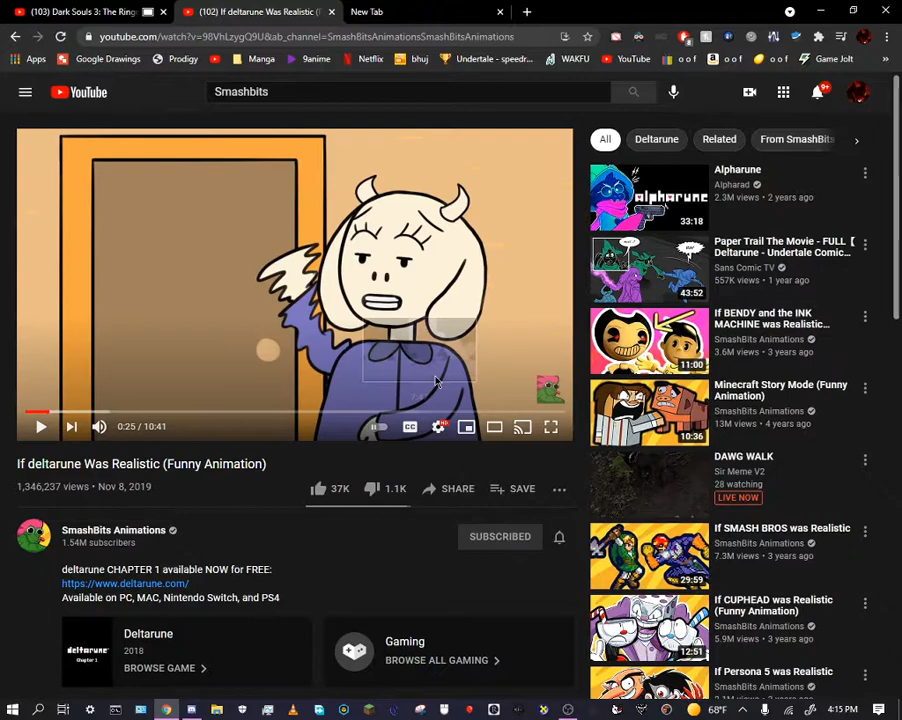 (103) Dark Souls 3: The Ringe
(102) If deltarune Was Realistic (F
New Tab
youtube.com/watch?v=98VhLzygQ9U&ab_channel=SmashBitsAnimationsSmashBitsAnimations
Apps
Google Drawings
Prodigy
Manga
9anime
Netflix
bhuj
Undertale - speedr...
WAKFU
YouTube
o o f
o o f
o o f
Game Jolt
YouTube
Smashbits
9+
All
Deltarune
Related
From SmashBits
alpharune
33:18
Alpharune
Alpharad
2.3M views • 2 years ago
43:52
Paper Trail The Movie - FULL【
Deltarune - Undertale Comic...
Sans Comic TV
557K views • 1 year ago
11:00
If BENDY and the INK
MACHINE was Realistic...
SmashBits Animations
3.6M views • 3 years ago
10:36
Minecraft Story Mode (Funny
Animation)
SmashBits Animations
13M views • 4 years ago
DAWG WALK
Sir Meme V2
28 watching
LIVE NOW
29:59
If SMASH BROS was Realistic
SmashBits Animations
7.3M views • 3 years ago
12:51
If CUPHEAD was Realistic
(Funny Animation)
SmashBits Animations
5.9M views • 3 years ago
If Persona 5 was Realistic
SmashBits Animations
0:25 / 10:41
CC
HD
If deltarune Was Realistic (Funny Animation)
1,346,237 views • Nov 8, 2019
37K
1.1K
SHARE
SAVE
SmashBits Animations
1.54M subscribers
SUBSCRIBED
deltarune CHAPTER 1 available NOW for FREE:
https://www.deltarune.com/
Available on PC, MAC, Nintendo Switch, and PS4
deltarune
Chapter 1
Deltarune
2018
BROWSE GAME
Gaming
BROWSE ALL GAMING
68°F
4:15 PM